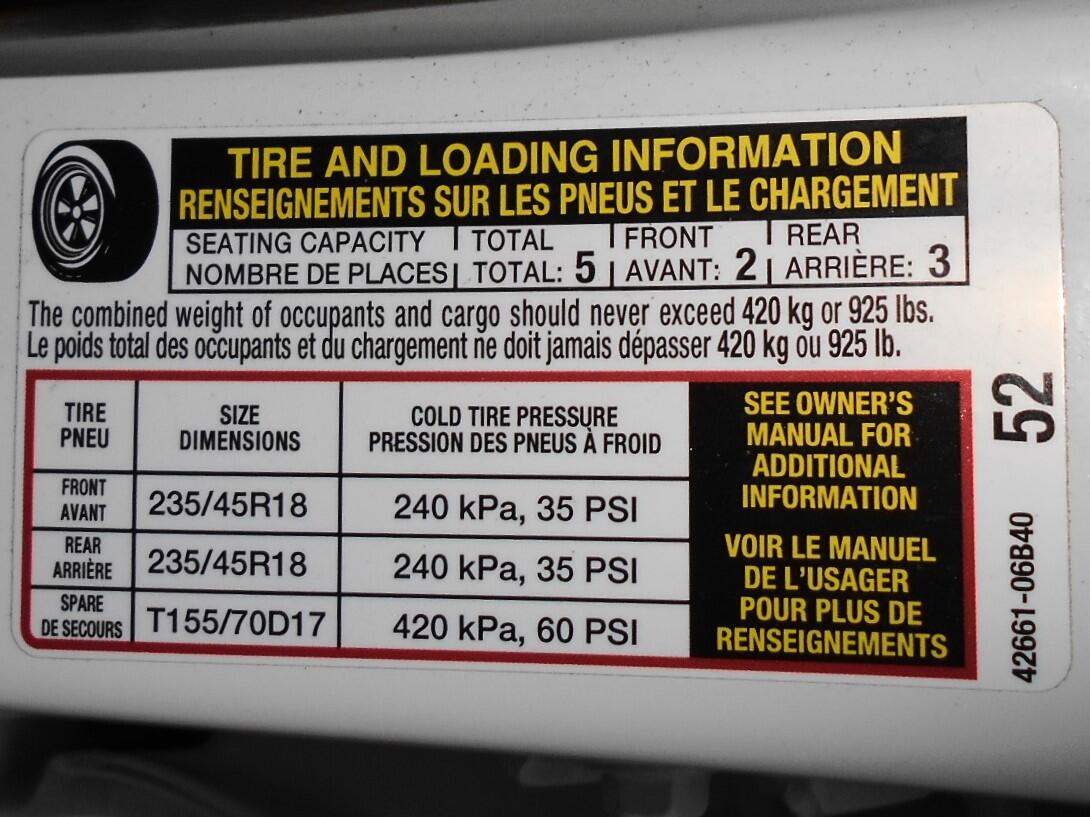 TIRE AND LOADING INFORMATION
RENSEIGNEMENTS SUR LES PNEUS ET LE CHARGEMENT
SEATING CAPACITY | TOTAL | FRONT | REAR
NOMBRE DE PLACES | TOTAL: 5 | AVANT: 2 | ARRIÈRE: 3
The combined weight of occupants and cargo should never exceed 420 kg or 925 lbs.
Le poids total des occupants et du chargement ne doit jamais dépasser 420 kg ou 925 lb.
TIRE
PNEU
SIZE
DIMENSIONS
COLD TIRE PRESSURE
PRESSION DES PNEUS À FROID
FRONT
AVANT
235/45R18
240 kPa, 35 PSI
REAR
ARRIÈRE
235/45R18
240 kPa, 35 PSI
SPARE
DE SECOURS
T155/70D17
420 kPa, 60 PSI
SEE OWNER'S
MANUAL FOR
ADDITIONAL
INFORMATION
VOIR LE MANUEL
DE L'USAGER
POUR PLUS DE
RENSEIGNEMENTS
42661-06B40 52